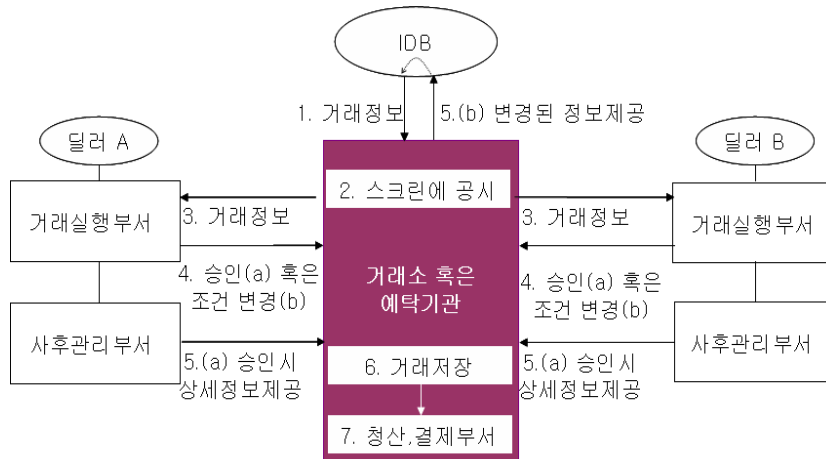 IDB
1. 거래정보
5.(b) 변경된 정보제공
딜러 A
딜러 B
2. 스크린에 공시
거래실행부서
거래실행부서
3. 거래정보
3. 거래정보
4. 승인(a) 혹은
조건 변경(b)
거래소 혹은
예탁기관
4. 승인(a) 혹은
조건 변경(b)
사후관리부서
사후관리부서
5.(a) 승인시
상세정보제공
6. 거래저장
5.(a) 승인시
상세정보제공
7. 청산,결제부서